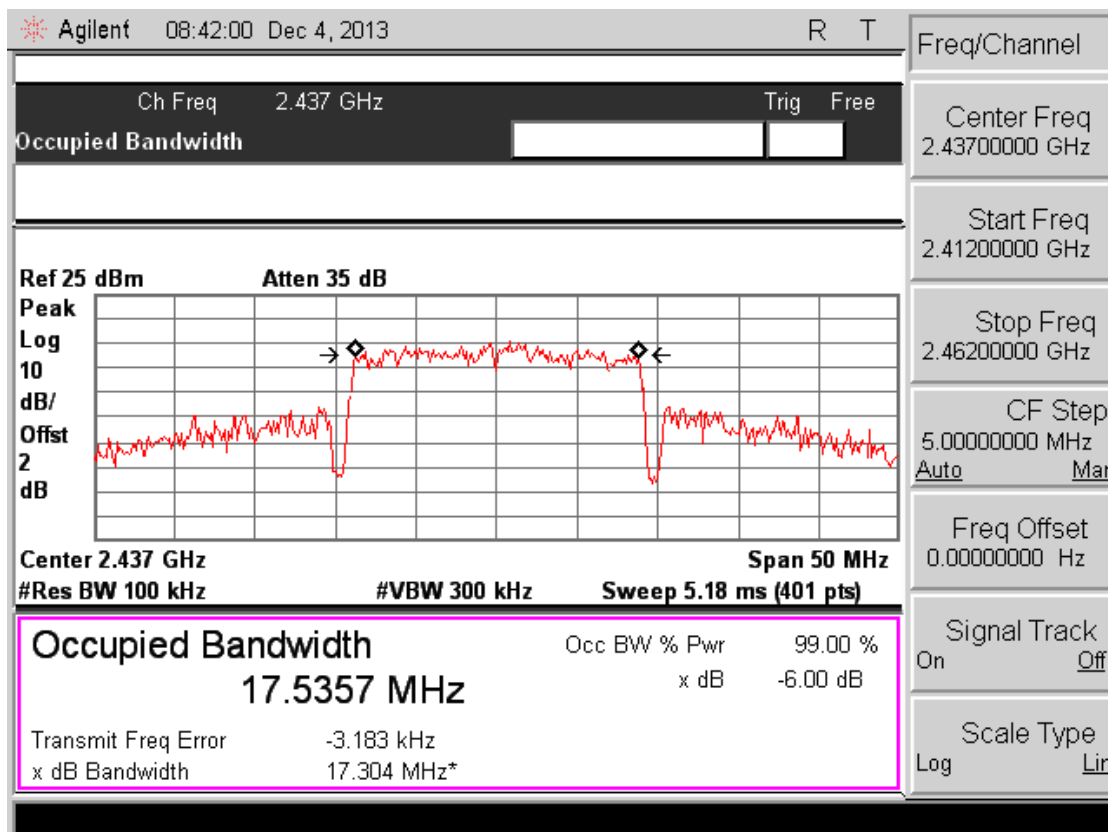 Agilent 08:42:00 Dec 4, 2013 R T
Ch Freq 2.437 GHz Trig Free
Occupied Bandwidth
Ref 25 dBm Atten 35 dB
Peak
Log
10
dB/
Offst
2
dB
Center 2.437 GHz Span 50 MHz
#Res BW 100 kHz #VBW 300 kHz Sweep 5.18 ms (401 pts)
Occupied Bandwidth Occ BW % Pwr 99.00 %
17.5357 MHz x dB -6.00 dB
Transmit Freq Error -3.183 kHz
x dB Bandwidth 17.304 MHz*
Freq/Channel
Center Freq
2.43700000 GHz
Start Freq
2.41200000 GHz
Stop Freq
2.46200000 GHz
CF Step
5.00000000 MHz
Auto Mar
Freq Offset
0.00000000 Hz
Signal Track
On Off
Scale Type
Log Lin